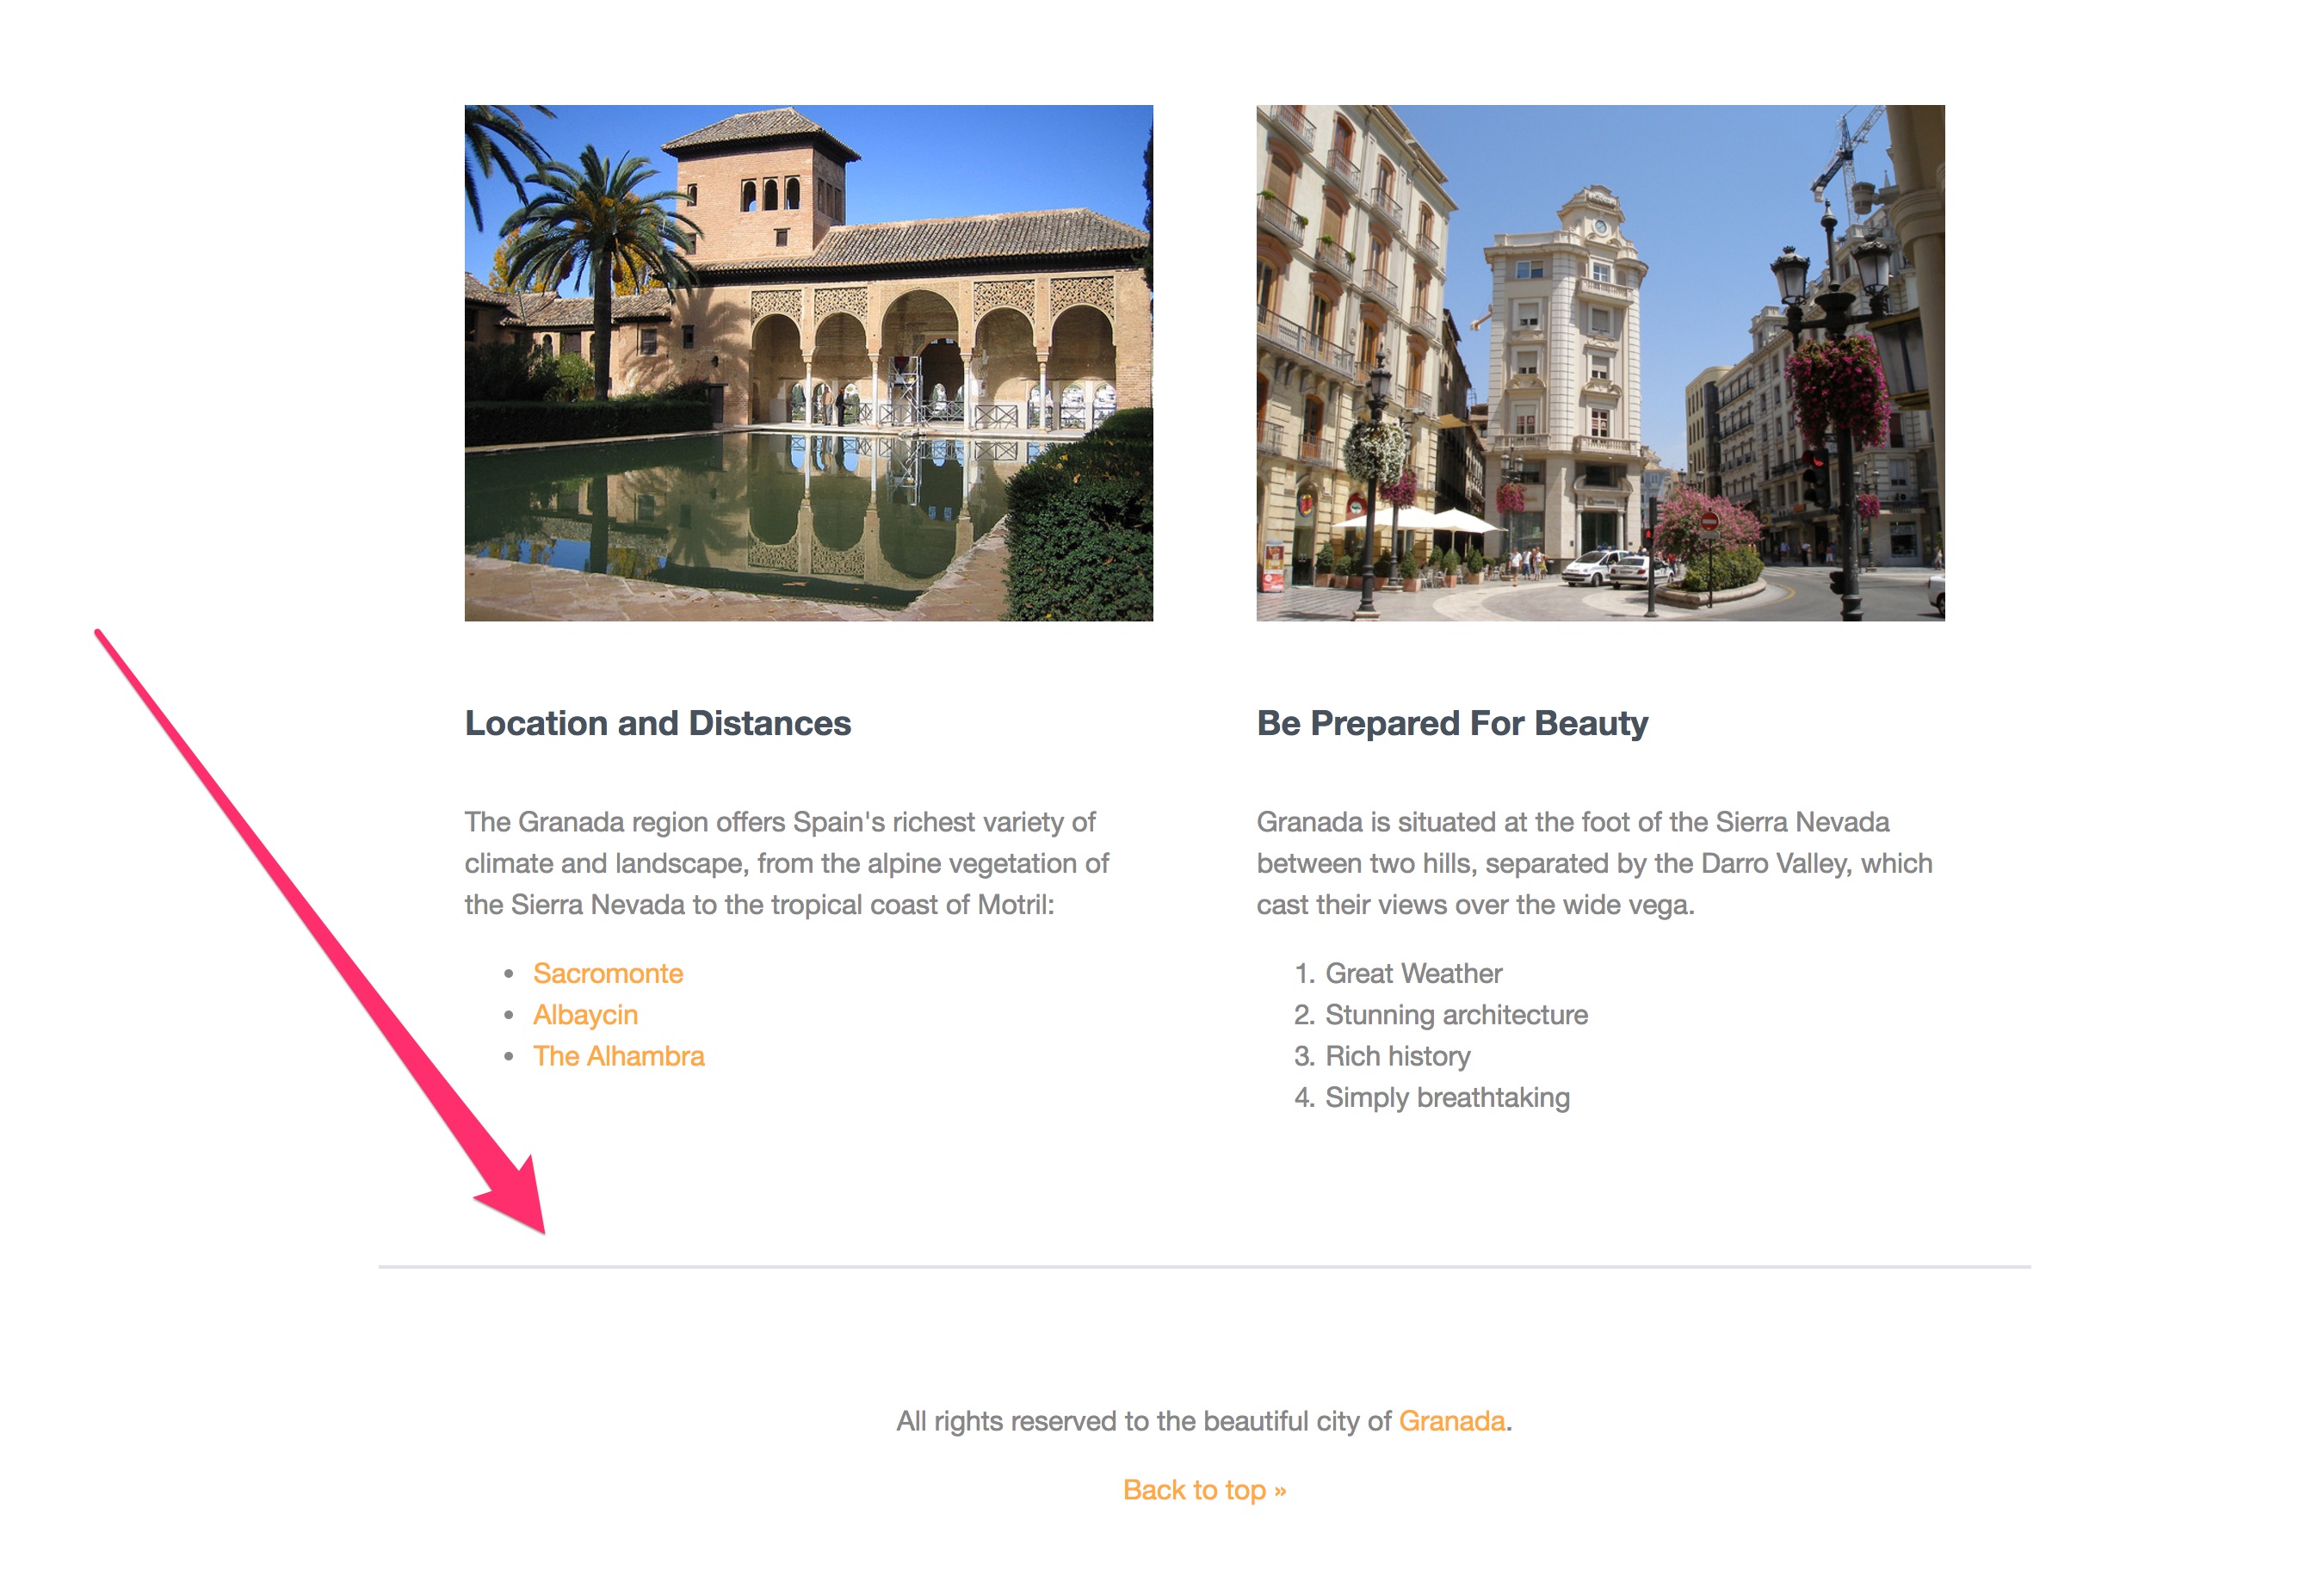 Location and Distances
The Granada region offers Spain's richest variety of
climate and landscape, from the alpine vegetation of
the Sierra Nevada to the tropical coast of Motril:
• Sacromonte
• Albaycin
• The Alhambra
Be Prepared For Beauty
Granada is situated at the foot of the Sierra Nevada
between two hills, separated by the Darro Valley, which
cast their views over the wide vega.
1. Great Weather
2. Stunning architecture
3. Rich history
4. Simply breathtaking
All rights reserved to the beautiful city of Granada.
Back to top »